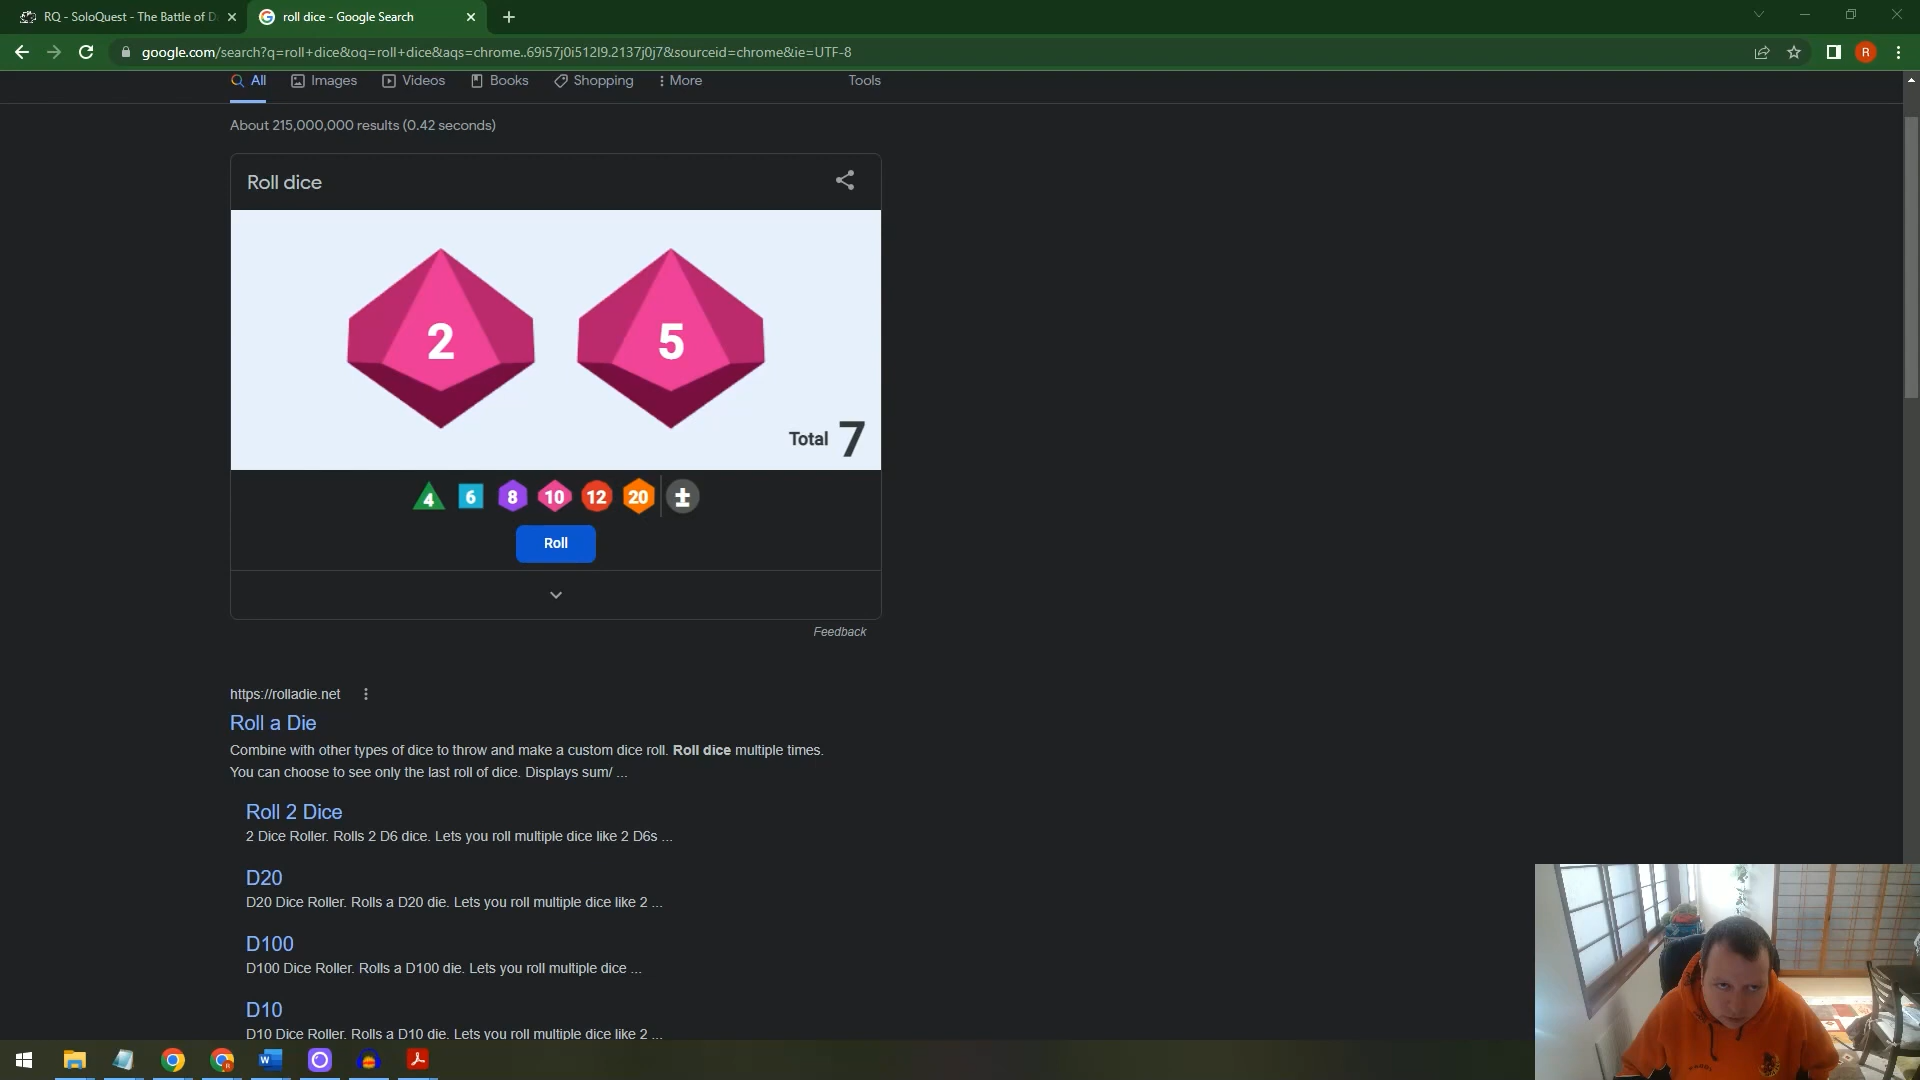 RQ - SoloQuest - The Battle of D
roll dice - Google Search
google.com/search?q=roll+dice&oq=roll+dice&aqs=chrome..69i57j0i512l9.2137j0j7&sourceid=chrome&ie=UTF-8
R
All
Images
Videos
Books
Shopping
More
Tools
About 215,000,000 results (0.42 seconds)
Roll dice
2
5
Total 7
4
6
8
10
12
20
±
Roll
Feedback
https://rolladie.net
Roll a Die
Combine with other types of dice to throw and make a custom dice roll. Roll dice multiple times.
You can choose to see only the last roll of dice. Displays sum/ ...
Roll 2 Dice
2 Dice Roller. Rolls 2 D6 dice. Lets you roll multiple dice like 2 D6s ...
D20
D20 Dice Roller. Rolls a D20 die. Lets you roll multiple dice like 2 ...
D100
D100 Dice Roller. Rolls a D100 die. Lets you roll multiple dice ...
D10
D10 Dice Roller. Rolls a D10 die. Lets you roll multiple dice like 2 ...